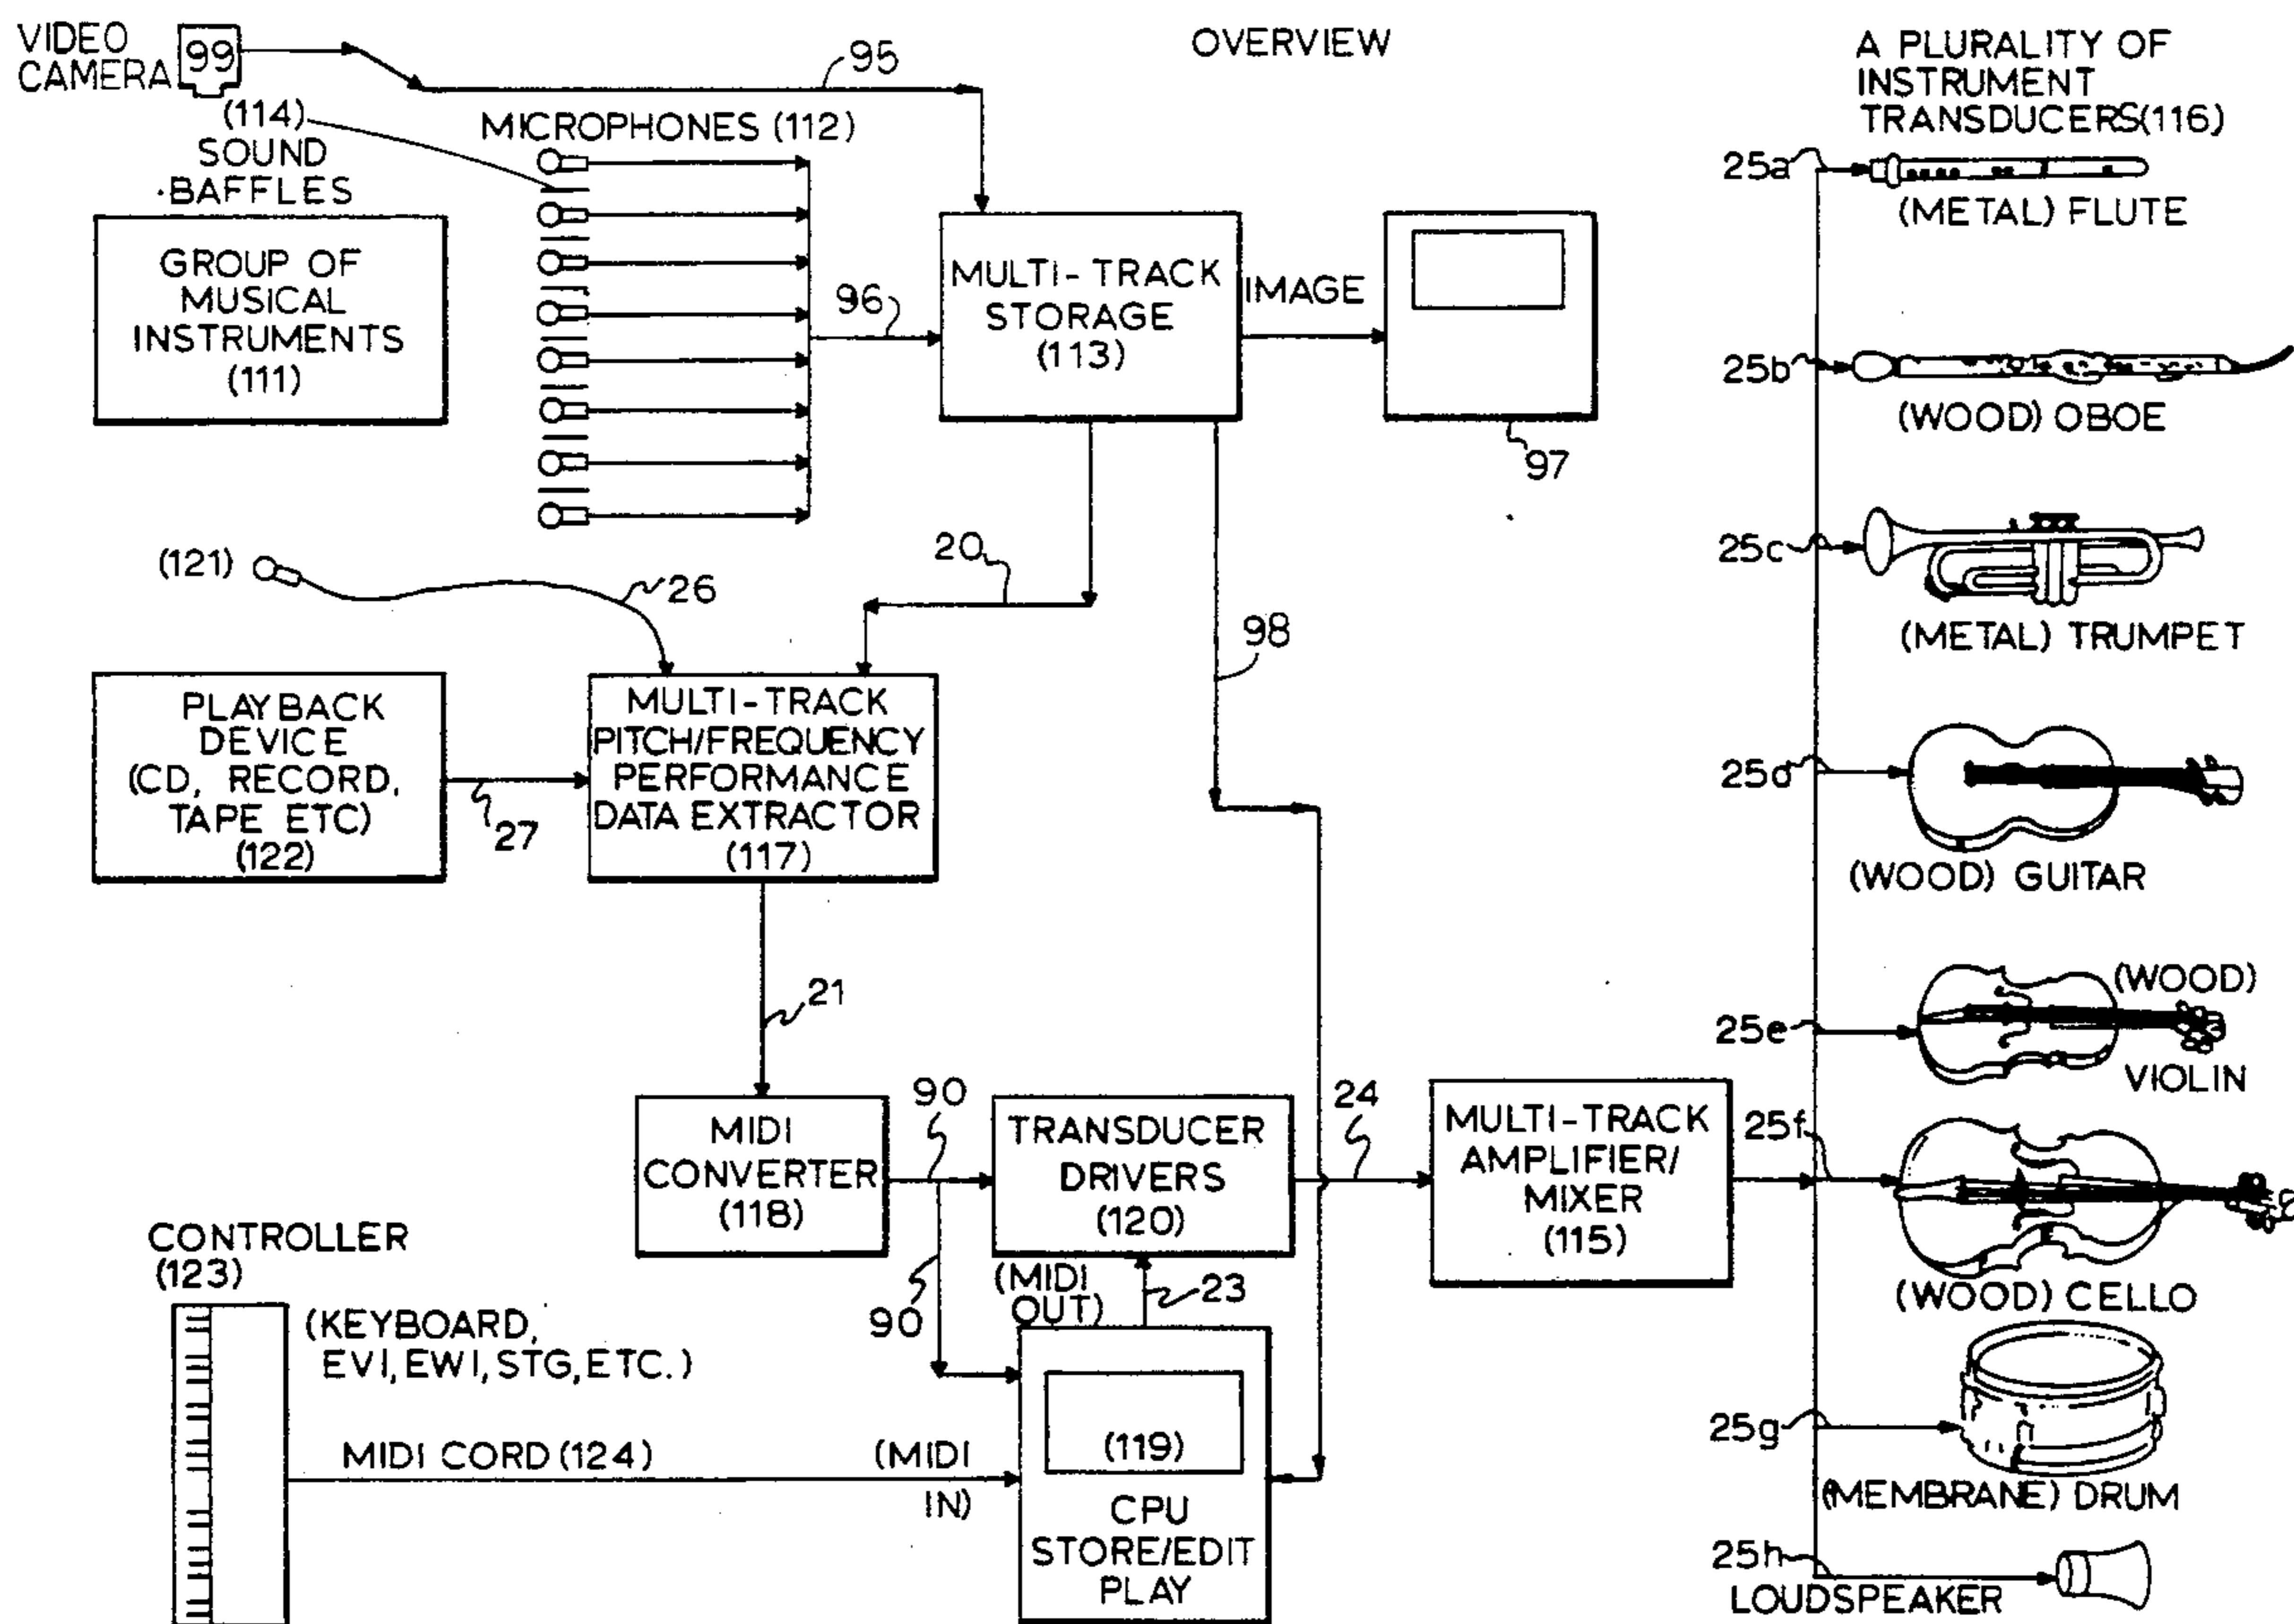 VIDEO
CAMERA
99
95
OVERVIEW
A PLURALITY OF
INSTRUMENT
TRANSDUCERS(116)
(114)
SOUND
BAFFLES
MICROPHONES (112)
GROUP OF
MUSICAL
INSTRUMENTS
(111)
96
MULTI-TRACK
STORAGE
(113)
IMAGE
97
25a
(METAL) FLUTE
25b
(WOOD) OBOE
25c
(METAL) TRUMPET
(121)
26
20
98
PLAYBACK
DEVICE
(CD, RECORD,
TAPE ETC)
(122)
27
MULTI-TRACK
PITCH/FREQUENCY
PERFORMANCE
DATA EXTRACTOR
(117)
25d
(WOOD) GUITAR
21
25e
(WOOD)
VIOLIN
MIDI
CONVERTER
(118)
90
90
TRANSDUCER
DRIVERS
(120)
24
MULTI-TRACK
AMPLIFIER/
MIXER
(115)
25f
(WOOD) CELLO
CONTROLLER
(123)
(KEYBOARD,
EVI, EWI, STG, ETC.)
(MIDI
OUT)
23
MIDI CORD (124)
(MIDI
IN)
(119)
CPU
STORE/EDIT
PLAY
25g
(MEMBRANE) DRUM
25h
LOUDSPEAKER